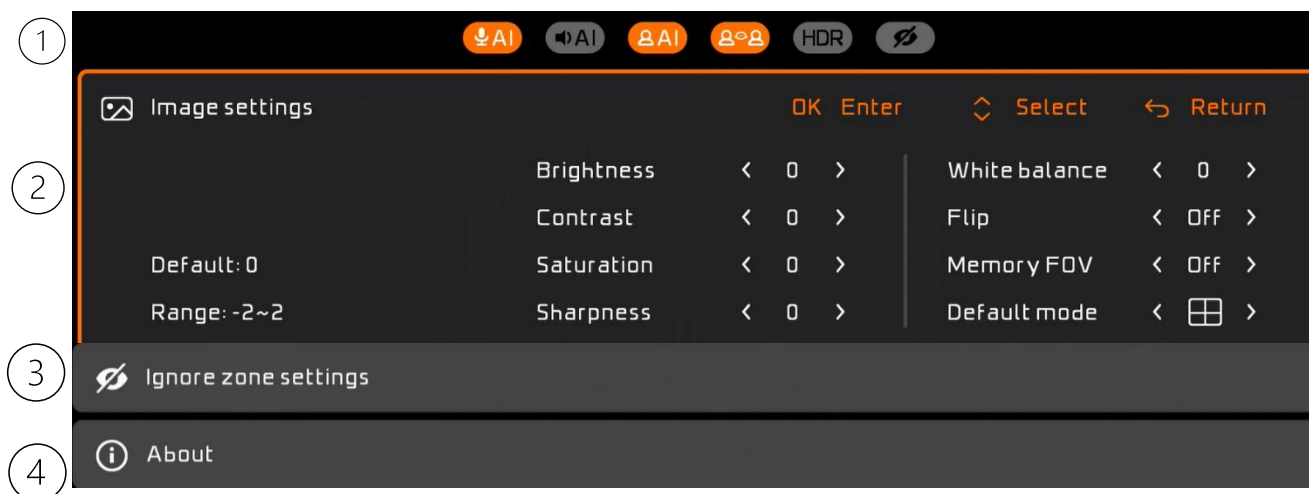 1
AI AI AI HDR
Image settings OK Enter Select Return
2
Brightness 0 White balance 0
Contrast 0 Flip Off
Default: 0 Saturation 0 Memory FOV Off
Range: -2~2 Sharpness 0 Default mode
3
Ignore zone settings
4
About